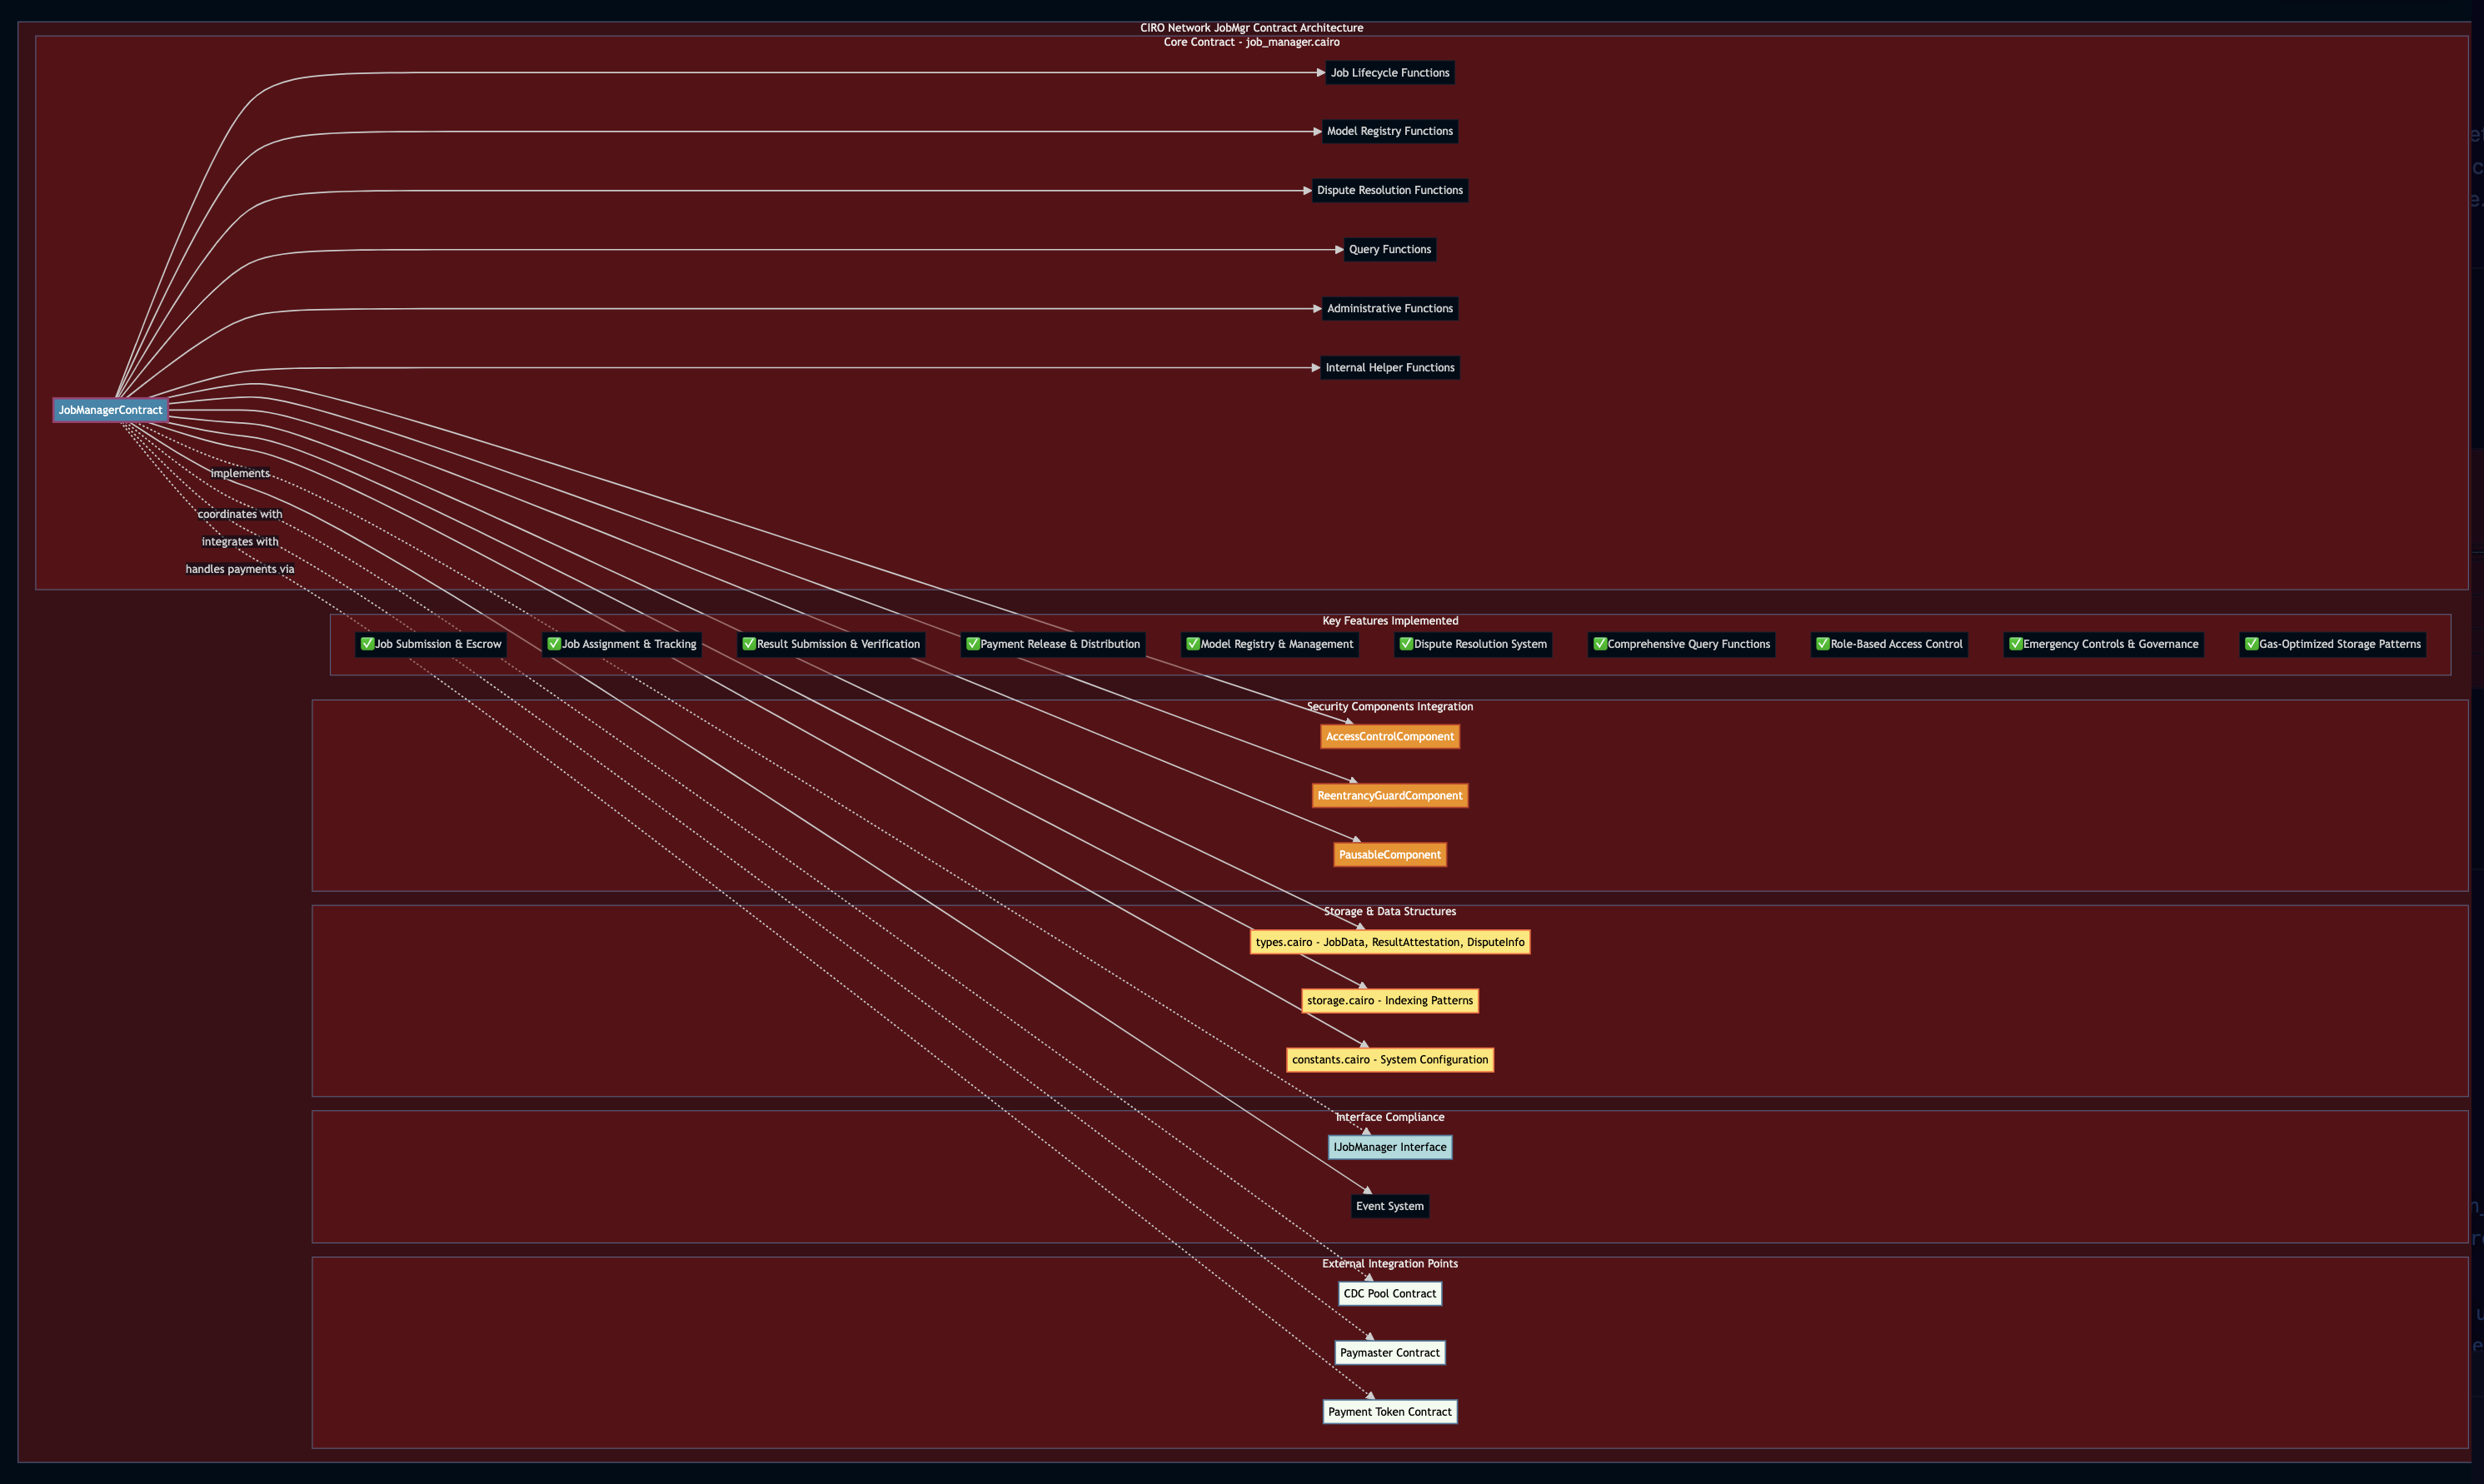 CIRO Network JobMgr Contract Architecture
Core Contract - job_manager.cairo
Job Lifecycle Functions
Model Registry Functions
Dispute Resolution Functions
Query Functions
Administrative Functions
Internal Helper Functions
JobManagerContract
implements
coordinates with
integrates with
handles payments via
Key Features Implemented
✅Job Submission & Escrow
✅Job Assignment & Tracking
✅Result Submission & Verification
✅Payment Release & Distribution
✅Model Registry & Management
✅Dispute Resolution System
✅Comprehensive Query Functions
✅Role-Based Access Control
✅Emergency Controls & Governance
✅Gas-Optimized Storage Patterns
Security Components Integration
AccessControlComponent
ReentrancyGuardComponent
PausableComponent
Storage & Data Structures
types.cairo - JobData, ResultAttestation, DisputeInfo
storage.cairo - Indexing Patterns
constants.cairo - System Configuration
Interface Compliance
IJobManager Interface
Event System
External Integration Points
CDC Pool Contract
Paymaster Contract
Payment Token Contract